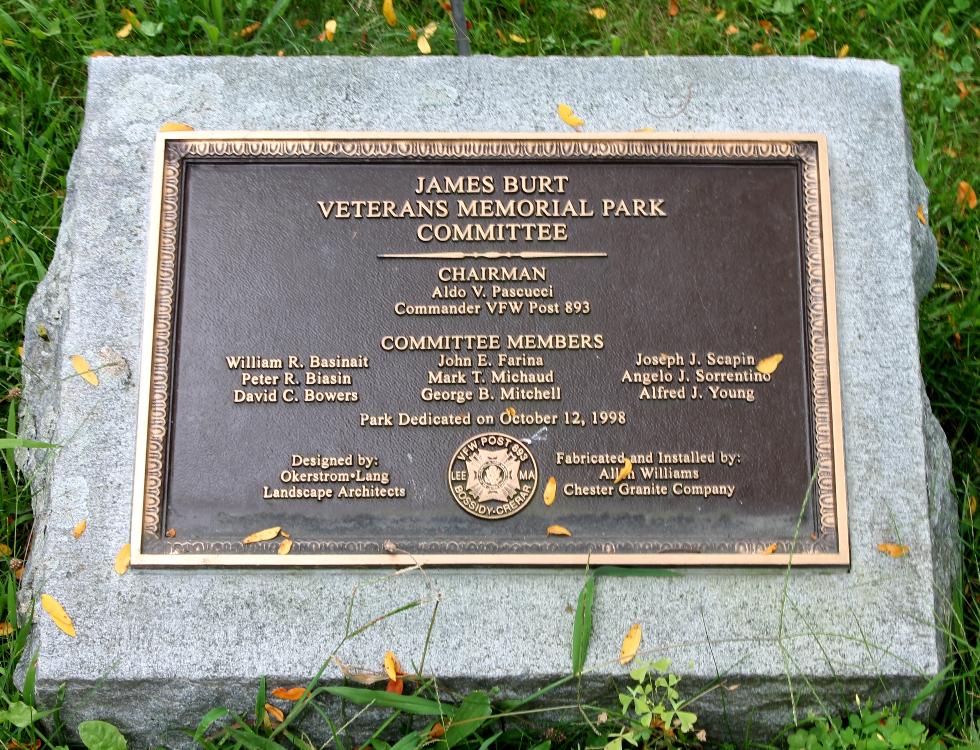 JAMES BURT
VETERANS MEMORIAL PARK
COMMITTEE
CHAIRMAN
Aldo V. Pascucci
Commander VFW Post 893
COMMITTEE MEMBERS
William R. Basinait
Peter R. Biasin
David C. Bowers
John E. Farina
Mark T. Michaud
George B. Mitchell
Joseph J. Scapin
Angelo J. Sorrentino
Alfred J. Young
Park Dedicated on October 12, 1998
Designed by:
Okerstrom•Lang
Landscape Architects
VFW POST 893
LEE MA
BOSSIDY-CRERAR
Fabricated and Installed by:
Allen Williams
Chester Granite Company